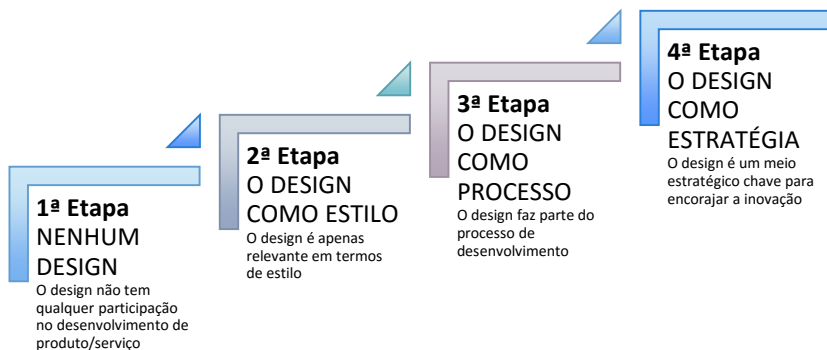 1ª Etapa
NENHUM
DESIGN
O design não tem
qualquer participação
no desenvolvimento de
produto/serviço
2ª Etapa
O DESIGN
COMO ESTILO
O design é apenas
relevante em termos
de estilo
3ª Etapa
O DESIGN
COMO
PROCESSO
O design faz parte do
processo de
desenvolvimento
4ª Etapa
O DESIGN
COMO
ESTRATÉGIA
O design é um meio
estratégico chave para
encorajar a inovação